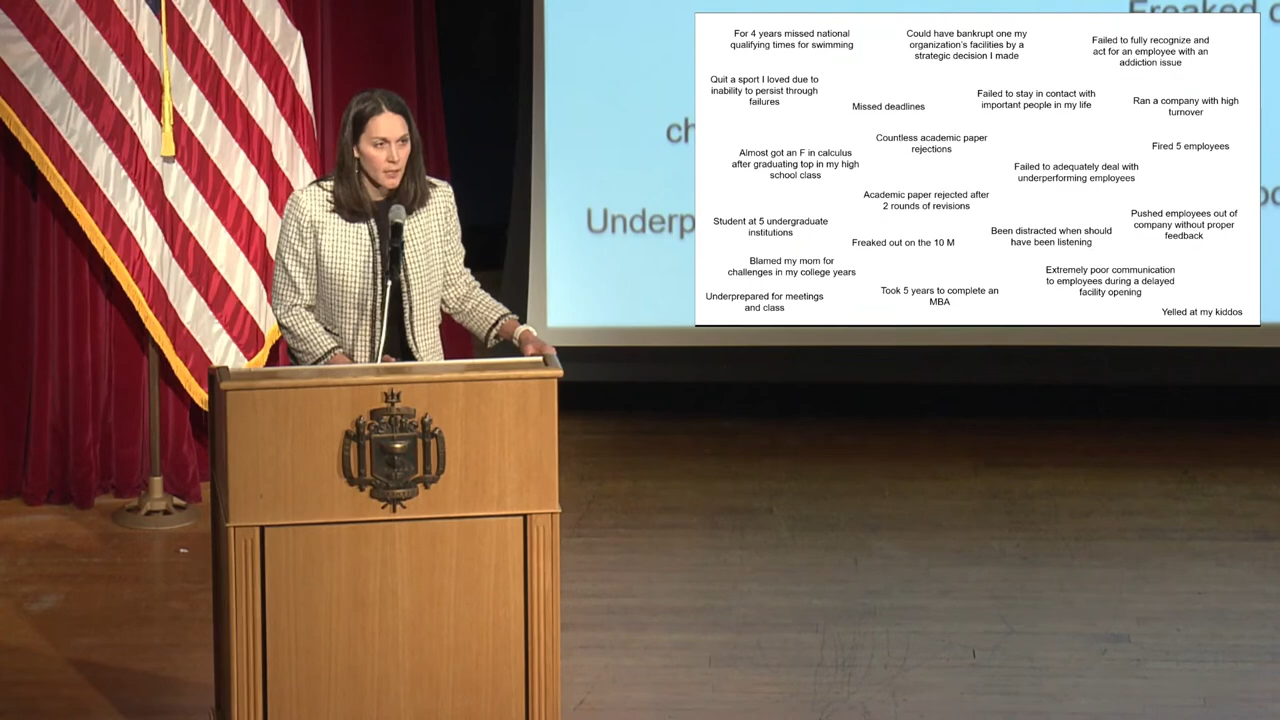 Freaked
For 4 years missed national
qualifying times for swimming
Could have bankrupt one my
organization's facilities by a
strategic decision I made
Failed to fully recognize and
act for an employee with an
addiction issue
Quit a sport I loved due to
inability to persist through
failures
Missed deadlines
Failed to stay in contact with
important people in my life
Ran a company with high
turnover
ch
Countless academic paper
rejections
Fired 5 employees
Almost got an F in calculus
after graduating top in my high
school class
Failed to adequately deal with
underperforming employees
Academic paper rejected after
2 rounds of revisions
Underp
Student at 5 undergraduate
institutions
Freaked out on the 10 M
Been distracted when should
have been listening
Pushed employees out of
company without proper
feedback
Blamed my mom for
challenges in my college years
Extremely poor communication
to employees during a delayed
facility opening
Underprepared for meetings
and class
Took 5 years to complete an
MBA
Yelled at my kiddos